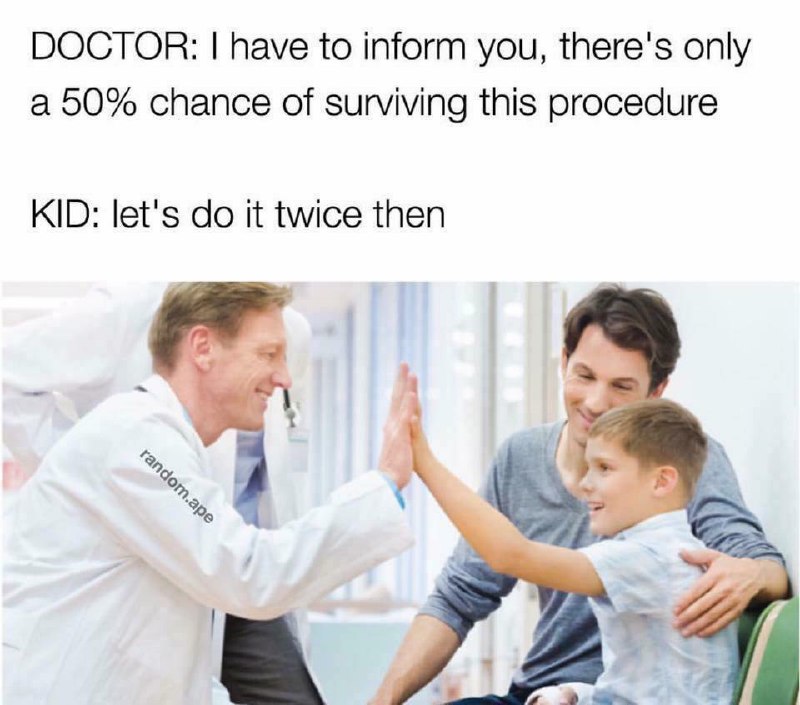 DOCTOR: I have to inform you, there's only
a 50% chance of surviving this procedure
KID: let's do it twice then
random.ape